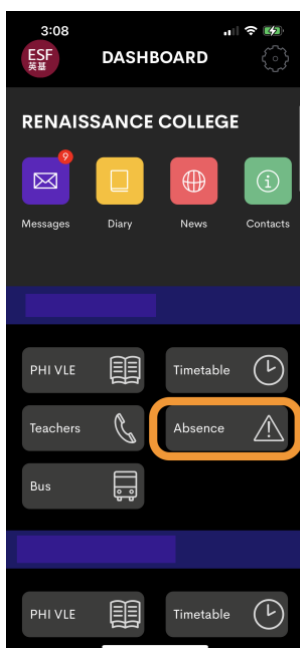 3:08
ESF
英基
DASHBOARD
RENAISSANCE COLLEGE
9
Messages Diary News Contacts
PHI VLE Timetable
Teachers Absence
Bus
PHI VLE Timetable